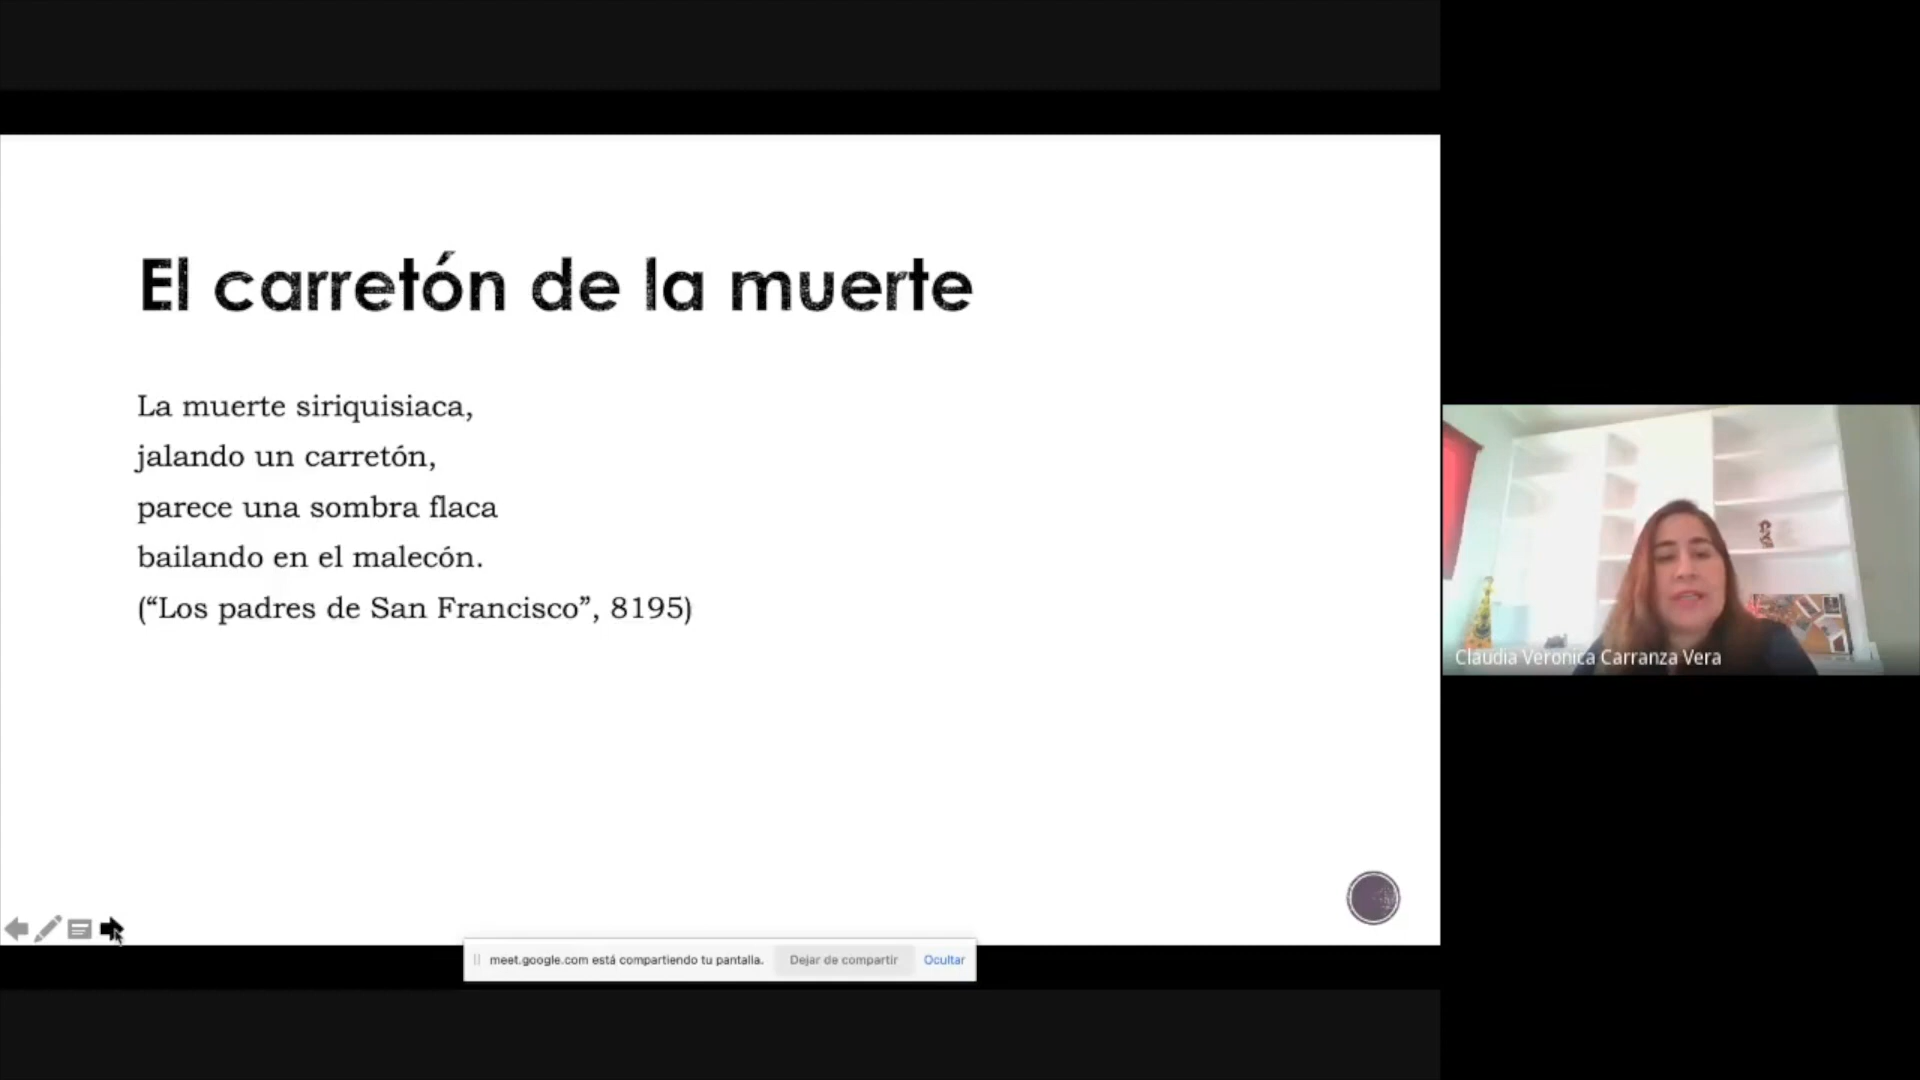 El carretón de la muerte
La muerte siriquisiaca,
jalando un carretón,
parece una sombra flaca
bailando en el malecón.
(“Los padres de San Francisco”, 8195)
Claudia Veronica Carranza Vera
meet.google.com está compartiendo tu pantalla. Dejar de compartir Ocultar